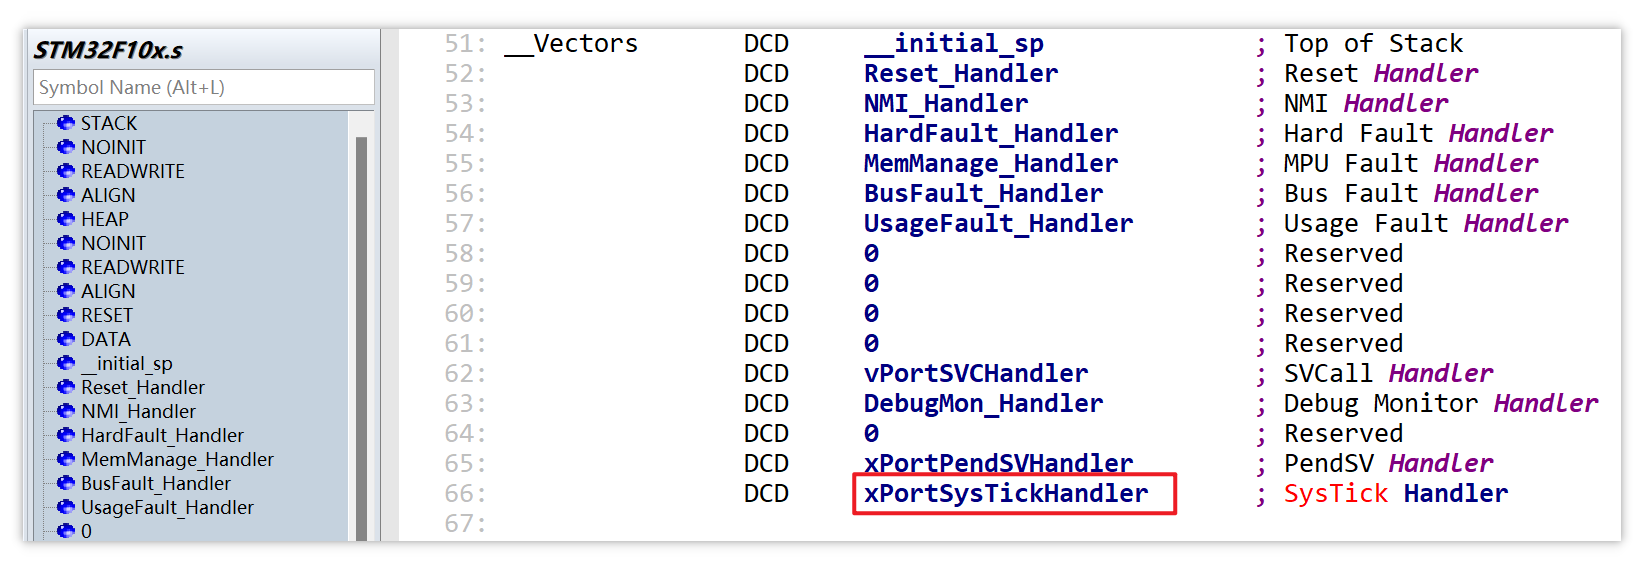 STM32F10x.s
Symbol Name (Alt+L)
STACK
NOINIT
READWRITE
ALIGN
HEAP
NOINIT
READWRITE
ALIGN
RESET
DATA
__initial_sp
Reset_Handler
NMI_Handler
HardFault_Handler
MemManage_Handler
BusFault_Handler
UsageFault_Handler
0
51: __Vectors DCD __initial_sp ; Top of Stack
52: DCD Reset_Handler ; Reset Handler
53: DCD NMI_Handler ; NMI Handler
54: DCD HardFault_Handler ; Hard Fault Handler
55: DCD MemManage_Handler ; MPU Fault Handler
56: DCD BusFault_Handler ; Bus Fault Handler
57: DCD UsageFault_Handler ; Usage Fault Handler
58: DCD 0 ; Reserved
59: DCD 0 ; Reserved
60: DCD 0 ; Reserved
61: DCD 0 ; Reserved
62: DCD vPortSVCHandler ; SVCall Handler
63: DCD DebugMon_Handler ; Debug Monitor Handler
64: DCD 0 ; Reserved
65: DCD xPortPendSVHandler ; PendSV Handler
66: DCD xPortSysTickHandler ; SysTick Handler
67: